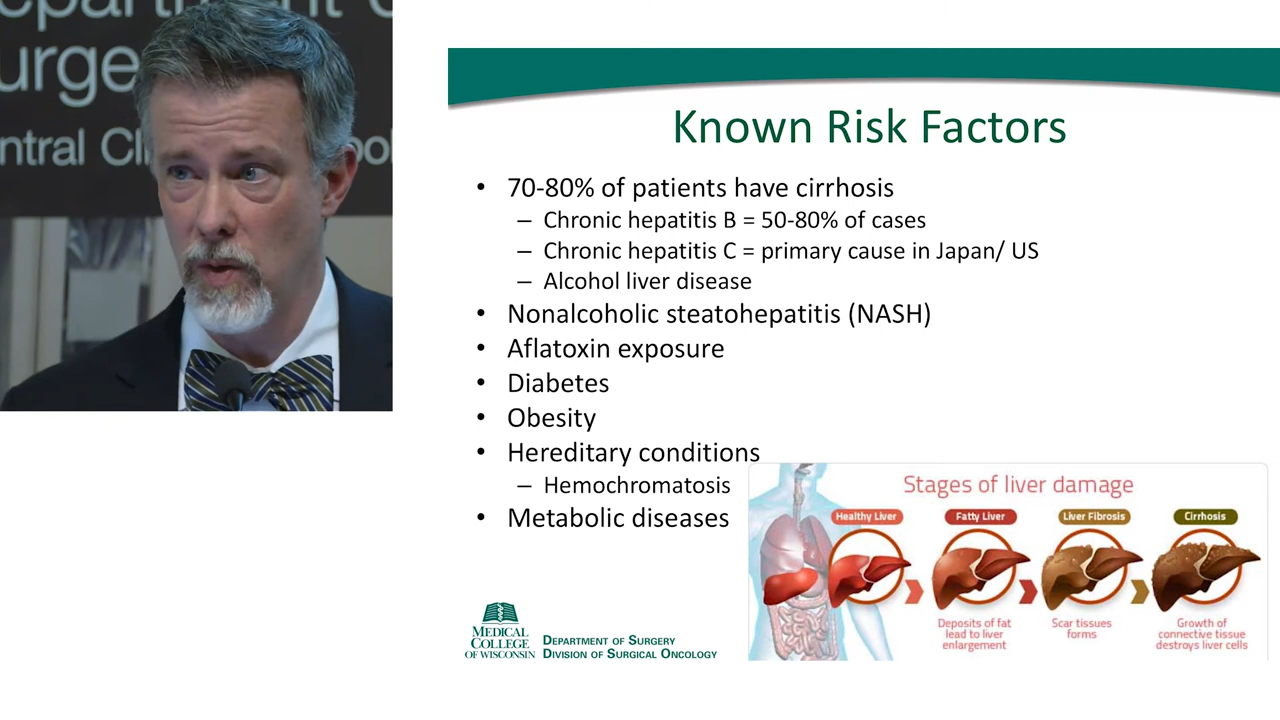 Known Risk Factors
• 70-80% of patients have cirrhosis
– Chronic hepatitis B = 50-80% of cases
– Chronic hepatitis C = primary cause in Japan/ US
– Alcohol liver disease
• Nonalcoholic steatohepatitis (NASH)
• Aflatoxin exposure
• Diabetes
• Obesity
• Hereditary conditions
– Hemochromatosis
• Metabolic diseases
Stages of liver damage
Healthy Liver
Fatty Liver
Liver Fibrosis
Cirrhosis
Deposits of fat
lead to liver
enlargement
Scar tissues
forms
Growth of
connective tissue
destroys liver cells
MEDICAL
COLLEGE
OF WISCONSIN
DEPARTMENT OF SURGERY
DIVISION OF SURGICAL ONCOLOGY